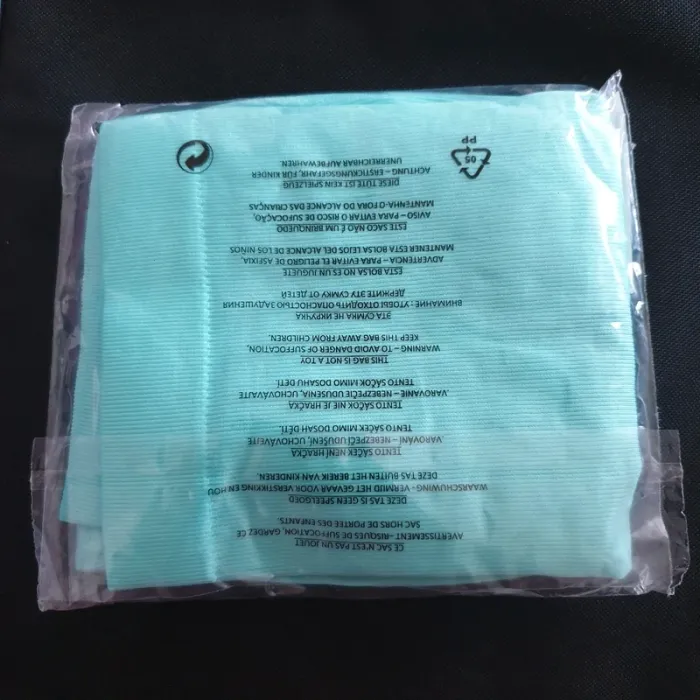 CE SAC N'EST PAS UN JOUET
AVERTISSEMENT–RISQUES DE SUFFOCATION, GARDEZ CE
SAC HORS DE PORTEE DES ENFANTS.
DEZE TAS IS GEEN SPEELGOED
WAARSCHUWING - VERMIJD HET GEVAAR VOOR VERSTIKKING EN HOU
DEZE TAS BUITEN HET BEREIK VAN KINDEREN.
TENTO SÁČEK NENÍ HRAČKA
.VAROVÁNÍ – NEBEZPEČÍ UDUŠENÍ, UCHOVÁVEJTE
TENTO SÁČEK MIMO DOSAH DĚTÍ.
TENTO SÁČOK NIE JE HRAČKA
.VAROVANIE – NEBEZPEČIE UDUSENIA, UCHOVÁVAJTE
TENTO SÁČOK MIMO DOSAHU DETÍ.
THIS BAG IS NOT A TOY
WARNING – TO AVOID DANGER OF SUFFOCATION,
KEEP THIS BAG AWAY FROM CHILDREN.
ЭТА СУМКА НЕ ИКРУЧКА
ВНИМАНИЕ : УТОБЫ ОТХОДИТЬ ОПАСНОСТЬЮ ЗАДУШЕНИЯ
ДЕРЖИТЕ ЭТУ СУМКУ ОТ ДЕТЕЙ
ESTA BOLSA NO ES UN JUGUETE
ADVERTENCIA – PARA EVITAR EL PELIGRO DE ASFIXIA,
MANTENER ESTA BOLSA LEJOS DEL ALCANCE DE LOS NIÑOS
ESTE SACO NÃO É UM BRINQUEDO
AVISO – PARA EVITAR O RISCO DE SUFOCAÇÃO,
MANTENHA-O FORA DO ALCANCE DAS CRIANÇAS
DIESE TÜTE IST KEIN SPIELZEUG
ACHTUNG – ERSTICKRUNGSGEFAHR, FÜR KINDER
UNERREICHBAR AUFBEWAHREN.
05
PP